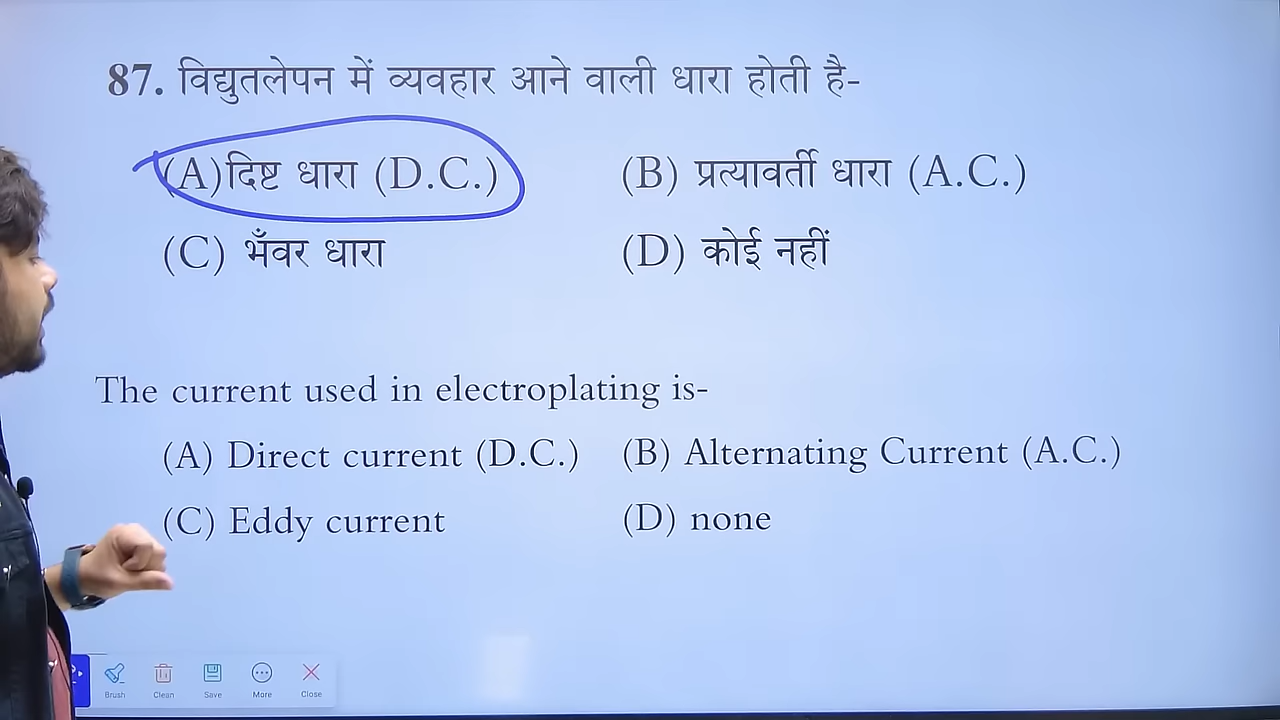 87. विद्युतलेपन में व्यवहार आने वाली धारा होती है-
(A)दिष्ट धारा (D.C.) (B) प्रत्यावर्ती धारा (A.C.)
(C) भँवर धारा (D) कोई नहीं
The current used in electroplating is-
(A) Direct current (D.C.) (B) Alternating Current (A.C.)
(C) Eddy current (D) none
Brush Clean Save More Close